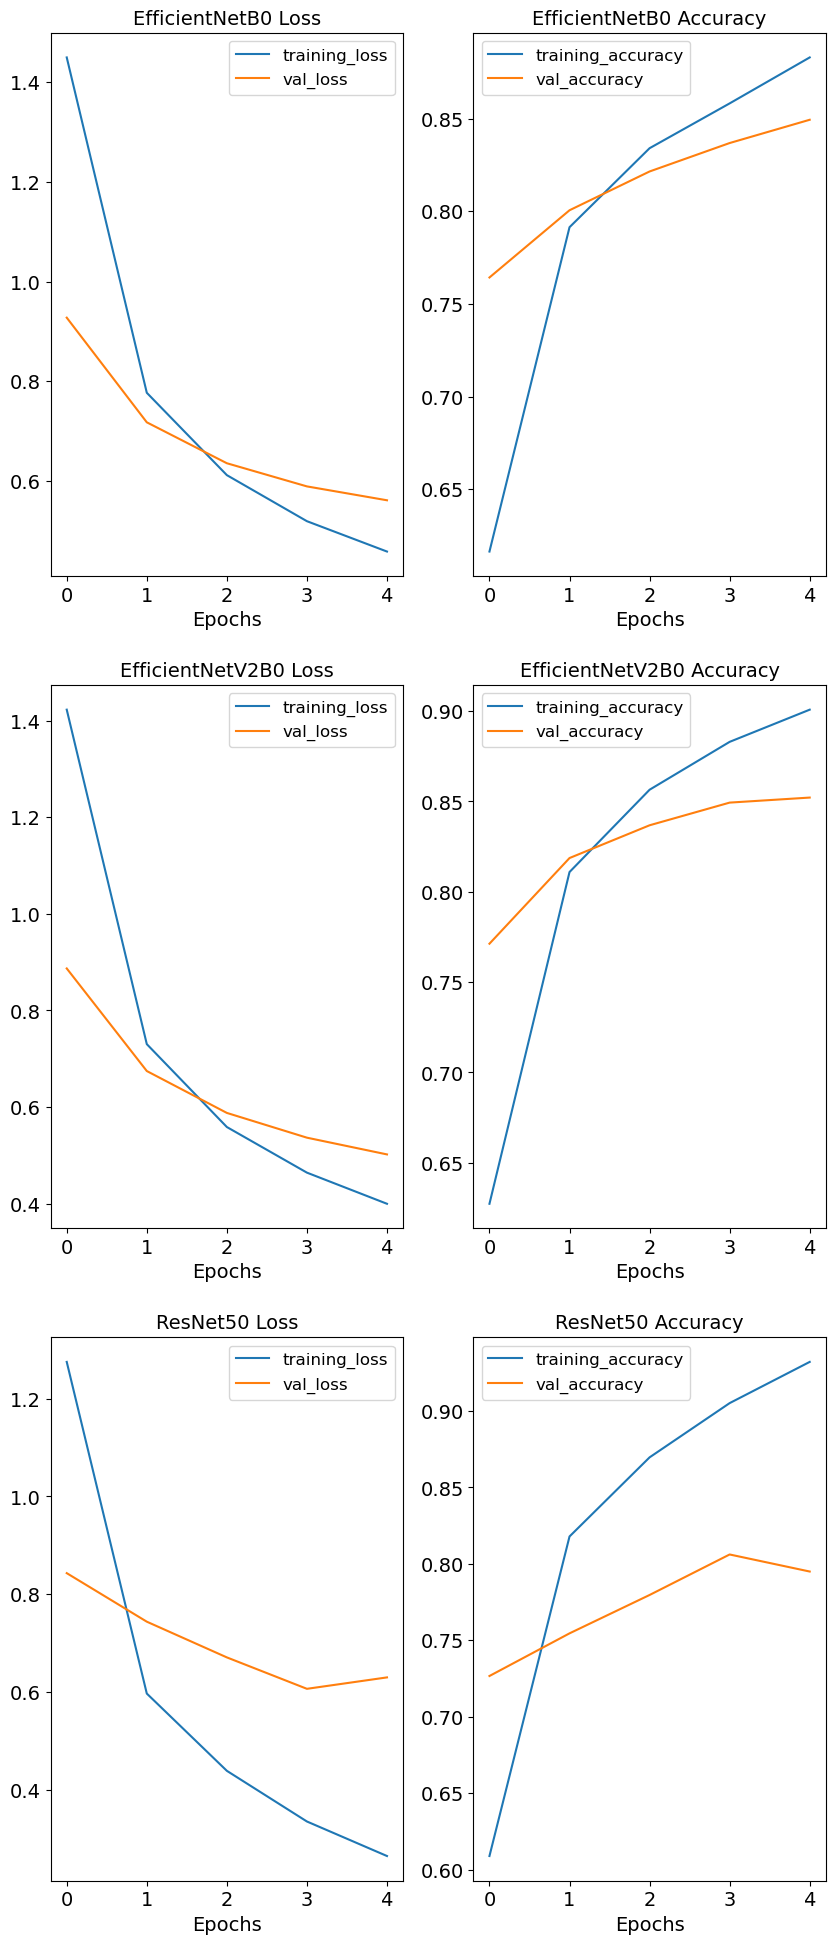 EfficientNetB0 Loss
training_loss
val_loss
1.4
1.2
1.0
0.8
0.6
0 1 2 3 4
Epochs
EfficientNetB0 Accuracy
training_accuracy
val_accuracy
0.85
0.80
0.75
0.70
0.65
0 1 2 3 4
Epochs
EfficientNetV2B0 Loss
training_loss
val_loss
1.4
1.2
1.0
0.8
0.6
0.4
0 1 2 3 4
Epochs
EfficientNetV2B0 Accuracy
training_accuracy
val_accuracy
0.90
0.85
0.80
0.75
0.70
0.65
0 1 2 3 4
Epochs
ResNet50 Loss
training_loss
val_loss
1.2
1.0
0.8
0.6
0.4
0 1 2 3 4
Epochs
ResNet50 Accuracy
training_accuracy
val_accuracy
0.90
0.85
0.80
0.75
0.70
0.65
0.60
0 1 2 3 4
Epochs